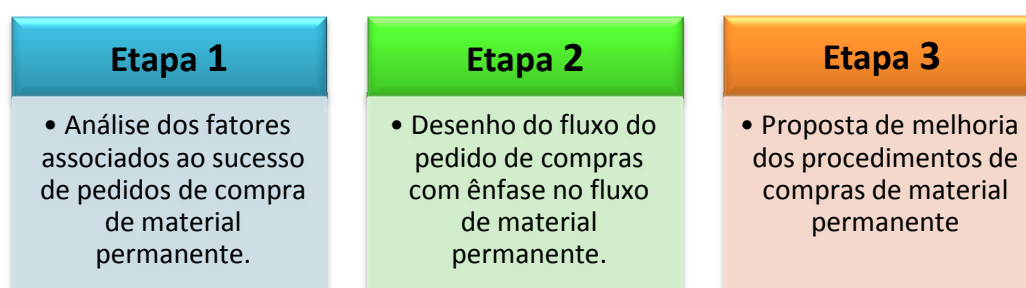 Etapa 1
• Análise dos fatores
associados ao sucesso
de pedidos de compra
de material
permanente.
Etapa 2
• Desenho do fluxo do
pedido de compras
com ênfase no fluxo
de material
permanente.
Etapa 3
• Proposta de melhoria
dos procedimentos de
compras de material
permanente